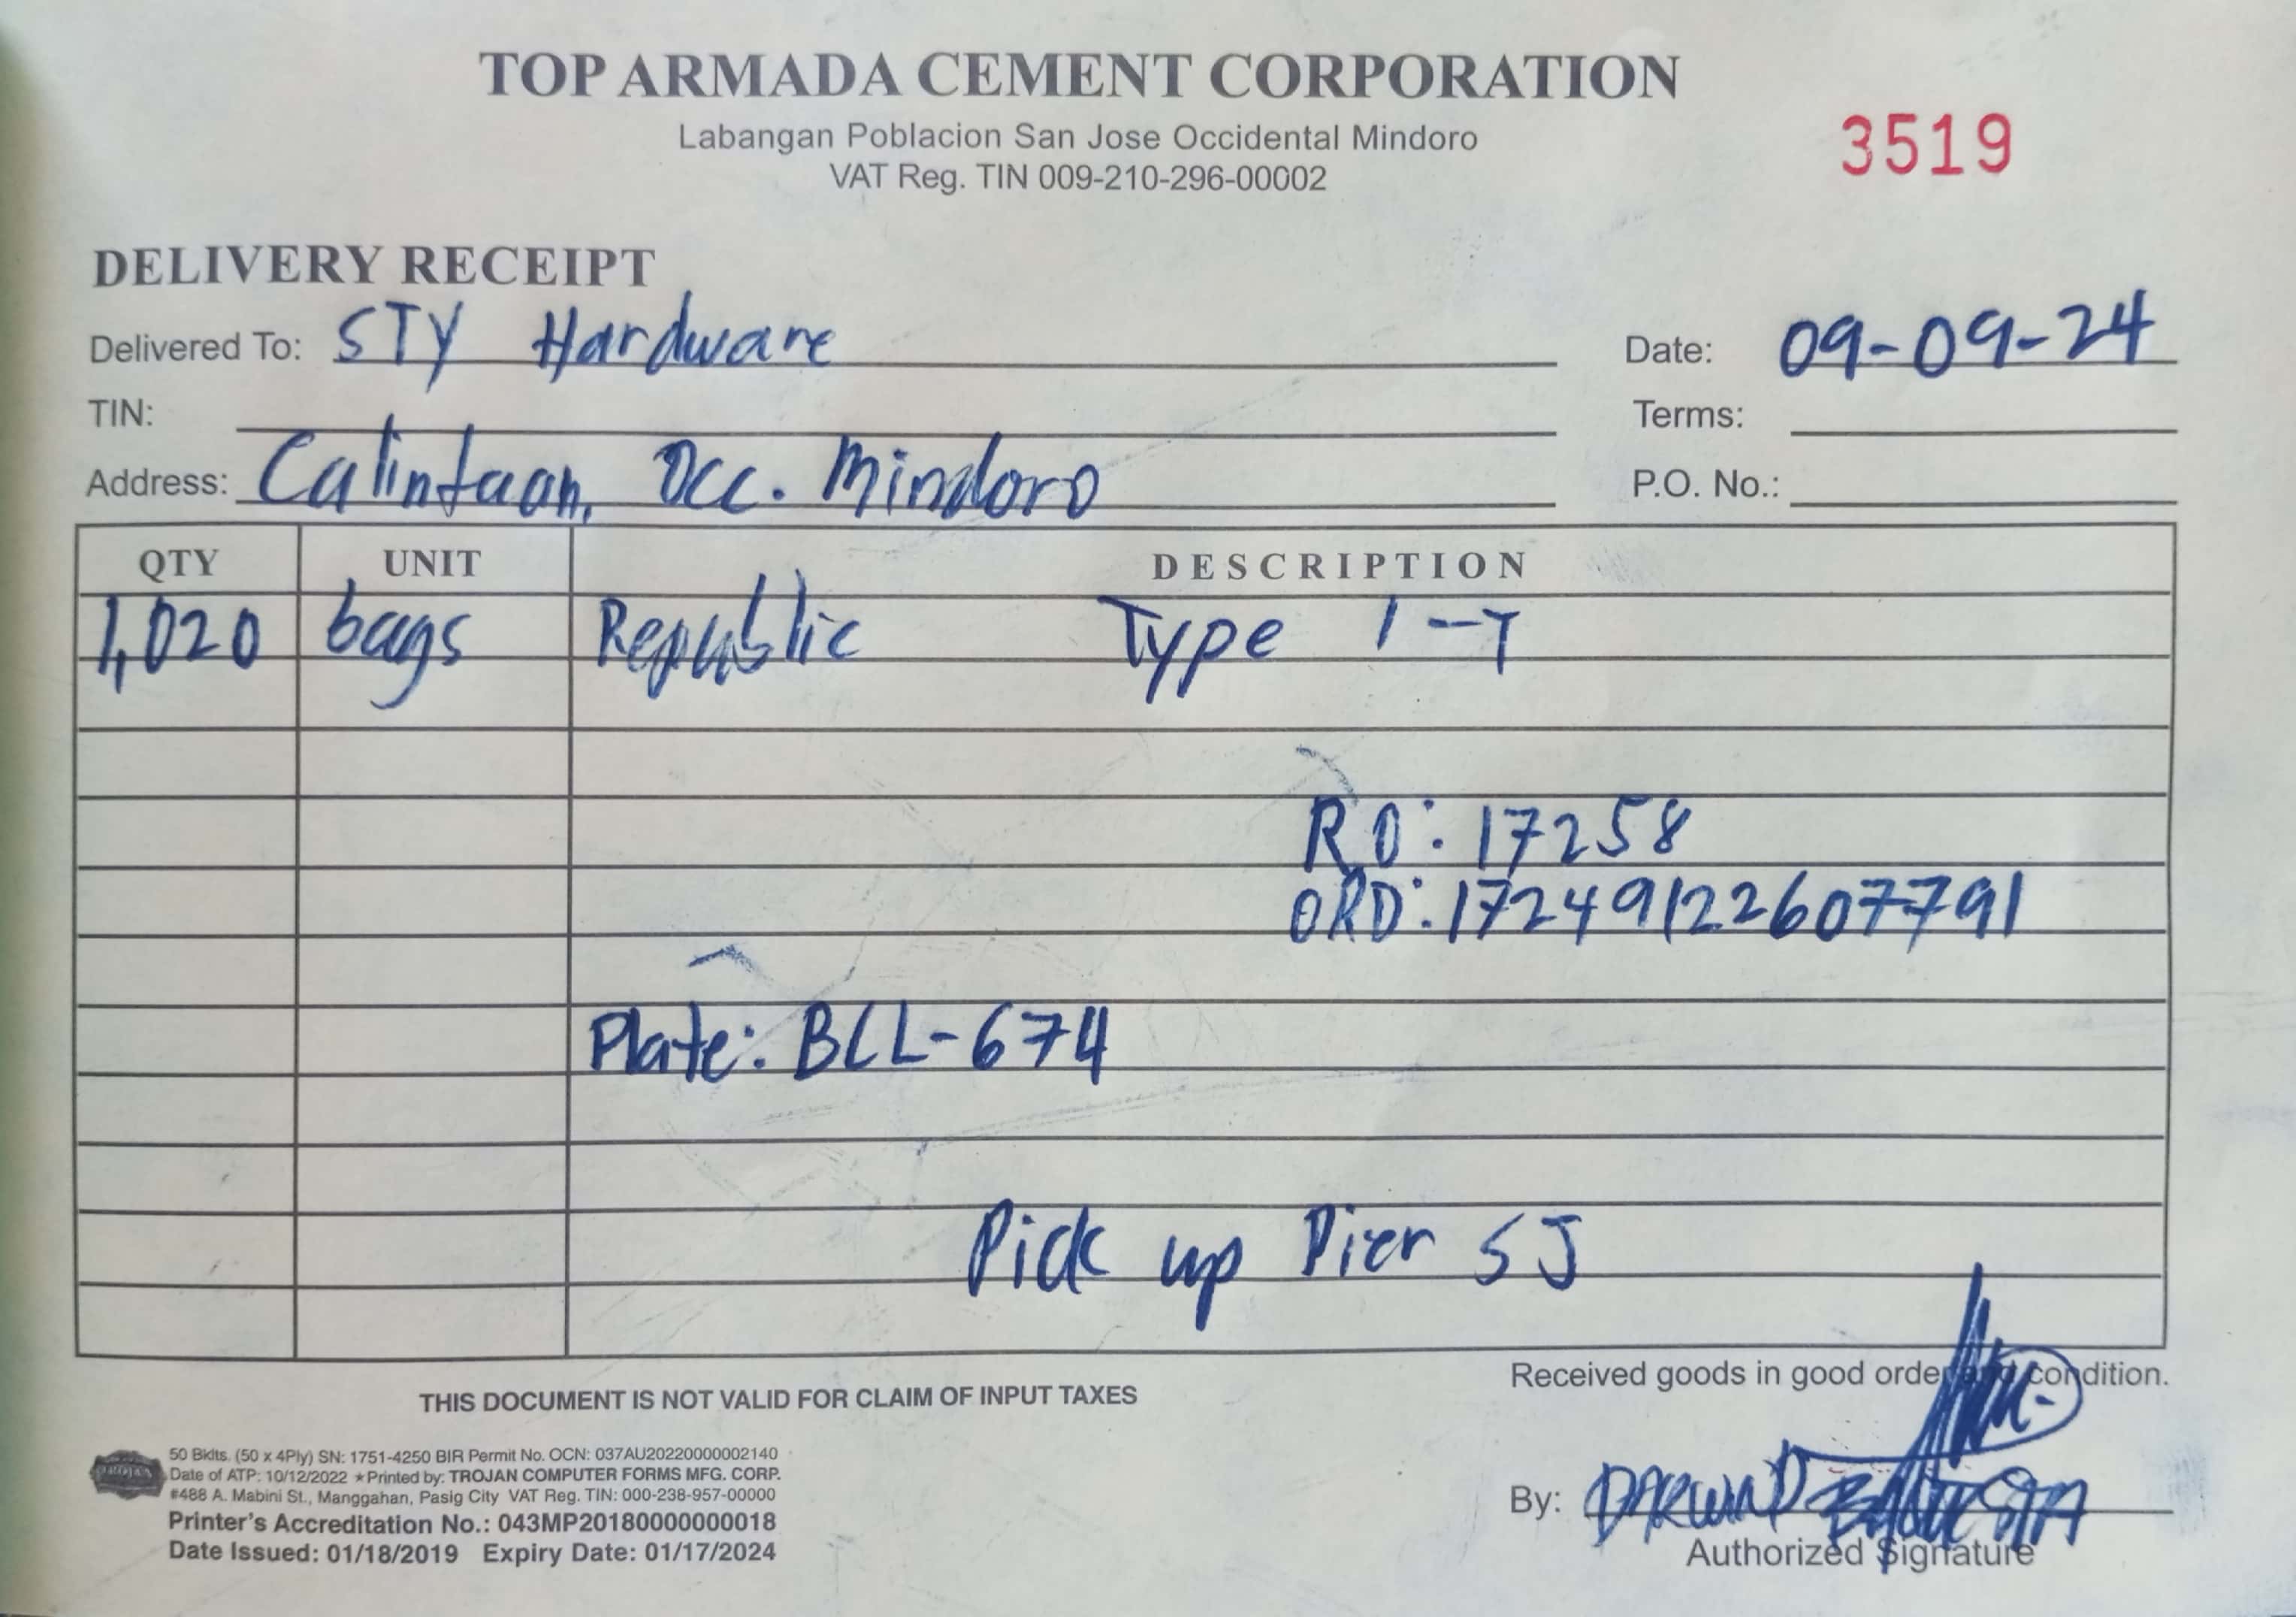 TOP ARMADA CEMENT CORPORATION
Labangan Poblacion San Jose Occidental Mindoro
VAT Reg. TIN 009-210-296-00002
3519
DELIVERY RECEIPT
Delivered To: STY Hardware
Date: 09-09-24
TIN:
Terms:
Address: Calintaan, Occ. Mindoro
P.O. No.:
QTY UNIT DESCRIPTION
1,020 bags Republic Type 1-T
RO: 17258
ORD: 1724912260 7791
Plate: BCL-674
Pick up Pier SJ
Received goods in good order and condition.
THIS DOCUMENT IS NOT VALID FOR CLAIM OF INPUT TAXES
50 Bklts. (50 x 4Ply) SN: 1751-4250 BIR Permit No. OCN: 037AU20220000002140
Date of ATP: 10/12/2022 ★Printed by: TROJAN COMPUTER FORMS MFG. CORP.
#488 A. Mabini St., Manggahan, Pasig City VAT Reg. TIN: 000-238-957-00000
Printer's Accreditation No.: 043MP20180000000018
Date Issued: 01/18/2019 Expiry Date: 01/17/2024
TROJAN
By: DARWIN
Authorized Signature